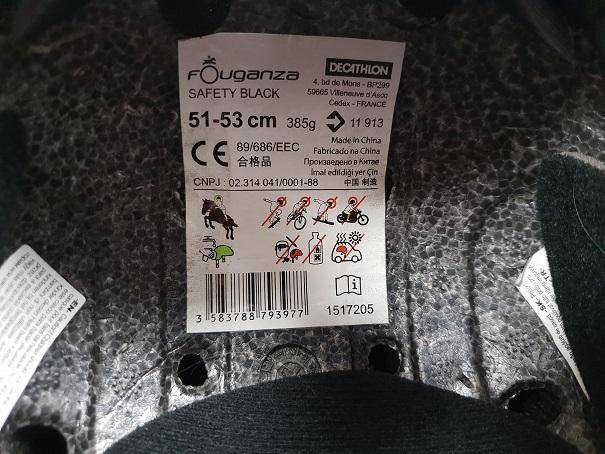 FOuganza
SAFETY BLACK
DECATHLON
4, bd de Mons - BP299
59665 Villeneuve d'Ascq
Cedex - FRANCE
51-53 cm 385g 11 913
CE 89/686/EEC
合格品
Made in China
Fabricado na China
Произведено в Китае
İmal edildiği yer Çin
中国 制造
CNPJ : 02.314.041/0001-88
3 583788 793977
1517205